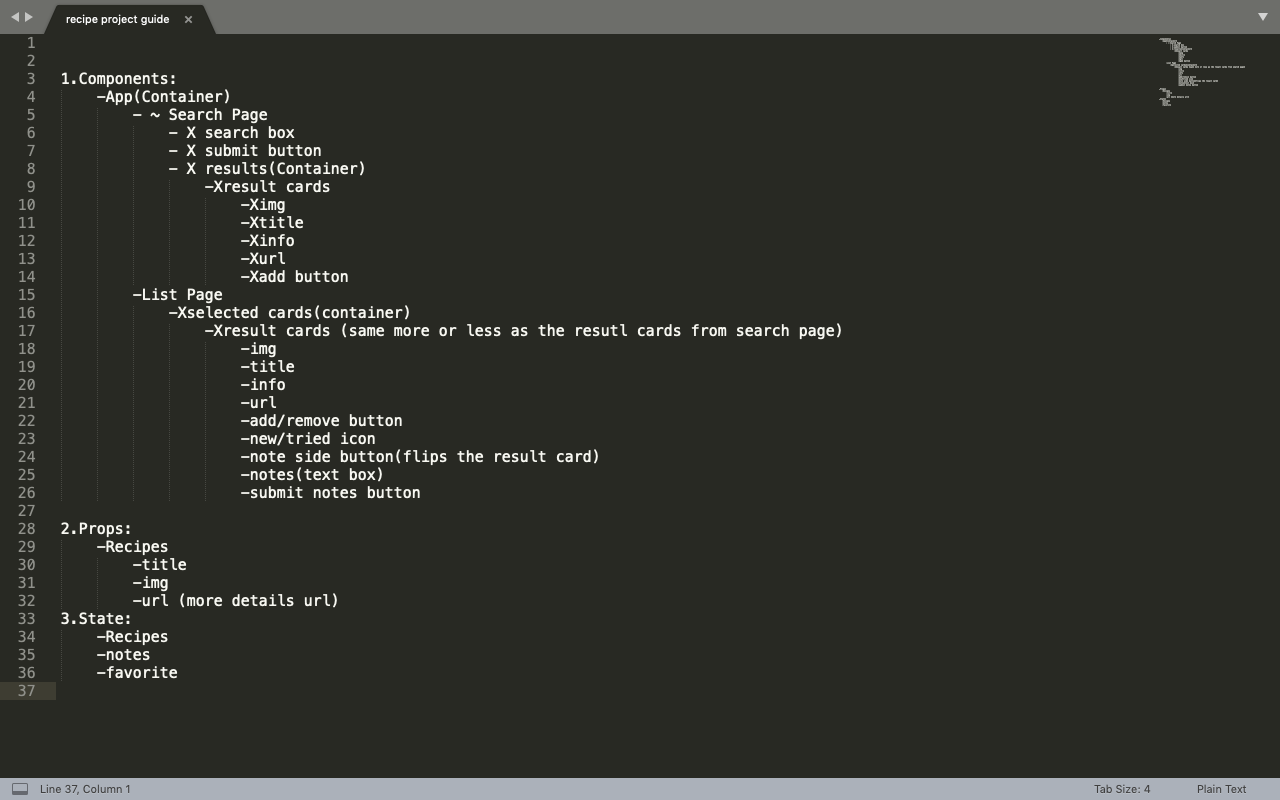 recipe project guide
1
2
3 1.Components:
4 -App(Container)
5 - ~ Search Page
6 - X search box
7 - X submit button
8 - X results(Container)
9 -Xresult cards
10 -Ximg
11 -Xtitle
12 -Xinfo
13 -Xurl
14 -Xadd button
15 -List Page
16 -Xselected cards(container)
17 -Xresult cards (same more or less as the resutl cards from search page)
18 -img
19 -title
20 -info
21 -url
22 -add/remove button
23 -new/tried icon
24 -note side button(flips the result card)
25 -notes(text box)
26 -submit notes button
27
28 2.Props:
29 -Recipes
30 -title
31 -img
32 -url (more details url)
33 3.State:
34 -Recipes
35 -notes
36 -favorite
37
Line 37, Column 1 Tab Size: 4 Plain Text